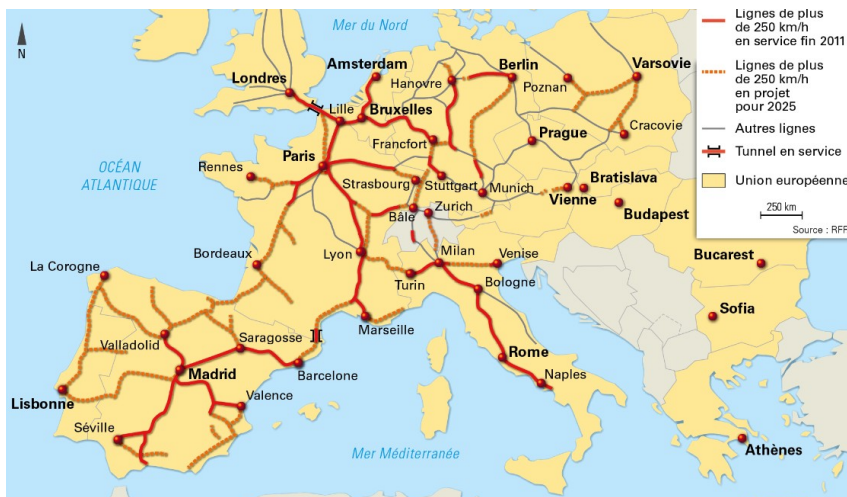 Mer du Nord
N
Lignes de plus
de 250 km/h
en service fin 2011
Lignes de plus
de 250 km/h
en projet
pour 2025
Autres lignes
Tunnel en service
Union européenne
250 km
Source : RFF
Londres
Amsterdam
Hanovre
Berlin
Poznan
Varsovie
Lille
Bruxelles
Francfort
Prague
Cracovie
OCÉAN
ATLANTIQUE
Rennes
Paris
Strasbourg
Stuttgart
Munich
Bratislava
Vienne
Budapest
Bâle
Zurich
Bordeaux
Lyon
Milan
Venise
Turin
Bologne
Bucarest
Sofia
La Corogne
Marseille
Valladolid
Saragosse
Barcelone
Madrid
Rome
Naples
Lisbonne
Valence
Séville
Mer Méditerranée
Athènes